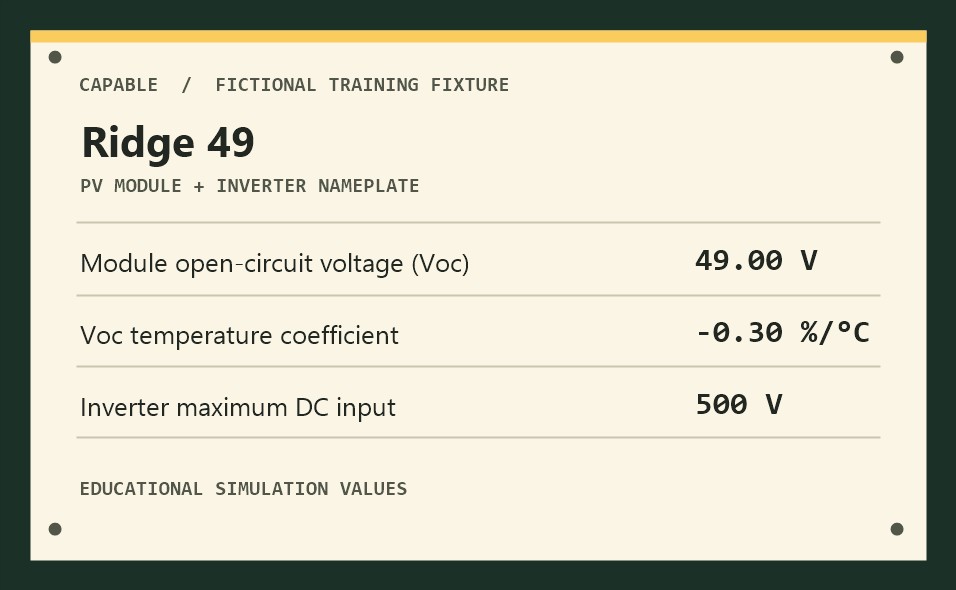 CAPABLE / FICTIONAL TRAINING FIXTURE
Ridge 49
PV MODULE + INVERTER NAMEPLATE
Module open-circuit voltage (Voc) 49.00 V
Voc temperature coefficient -0.30 %/°C
Inverter maximum DC input 500 V
EDUCATIONAL SIMULATION VALUES